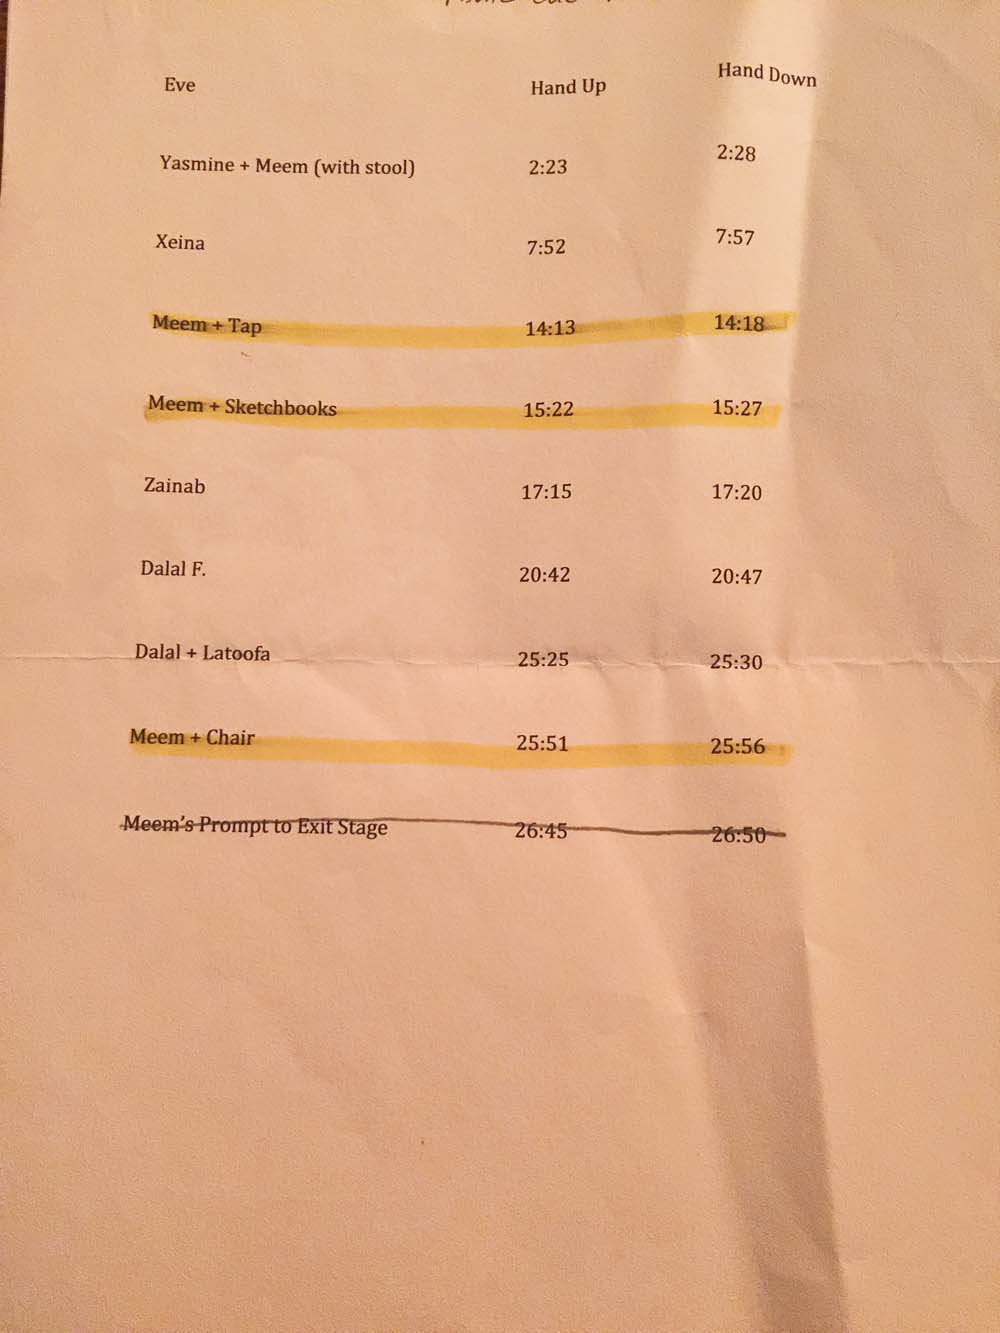 Eve Hand Up Hand Down
Yasmine + Meem (with stool) 2:23 2:28
Xeina 7:52 7:57
Meem + Tap 14:13 14:18
Meem + Sketchbooks 15:22 15:27
Zainab 17:15 17:20
Dalal F. 20:42 20:47
Dalal + Latoofa 25:25 25:30
Meem + Chair 25:51 25:56
Meem's Prompt to Exit Stage 26:45 26:50